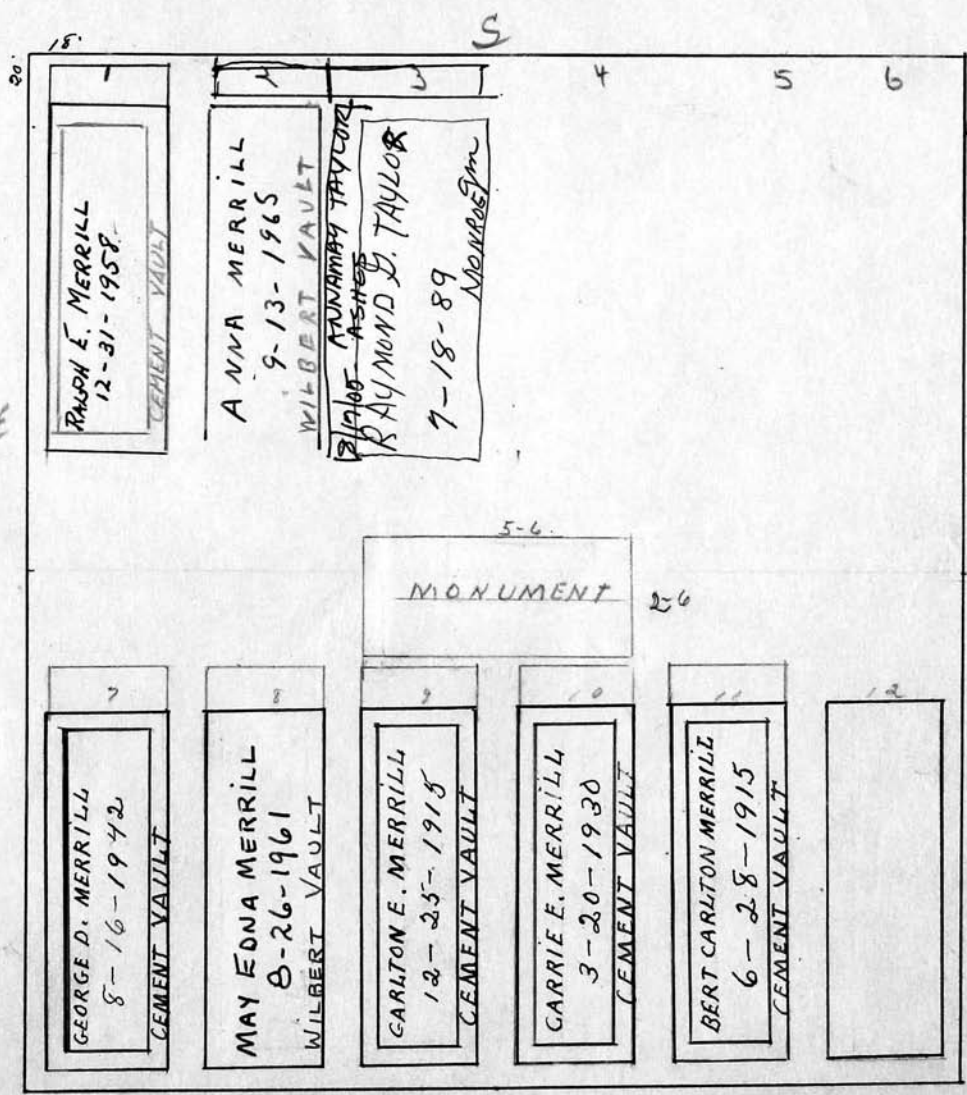 S
18'
20'
1
2
3
4
5
6
RALPH E. MERRILL
12-31-1958
CEMENT VAULT
ANNA MERRILL
9-13-1965
WILBERT VAULT
ANNAMAY TAYLOR
ASHES
RAYMOND G. TAYLOR
7-18-89
MONROE
5-6
MONUMENT
2-6
7
8
9
10
11
12
GEORGE D. MERRILL
8-16-1942
CEMENT VAULT
MAY EDNA MERRILL
8-26-1961
WILBERT VAULT
CARLTON E. MERRILL
12-25-1915
CEMENT VAULT
CARRIE E. MERRILL
3-20-1930
CEMENT VAULT
BERT CARLTON MERRILL
6-28-1915
CEMENT VAULT